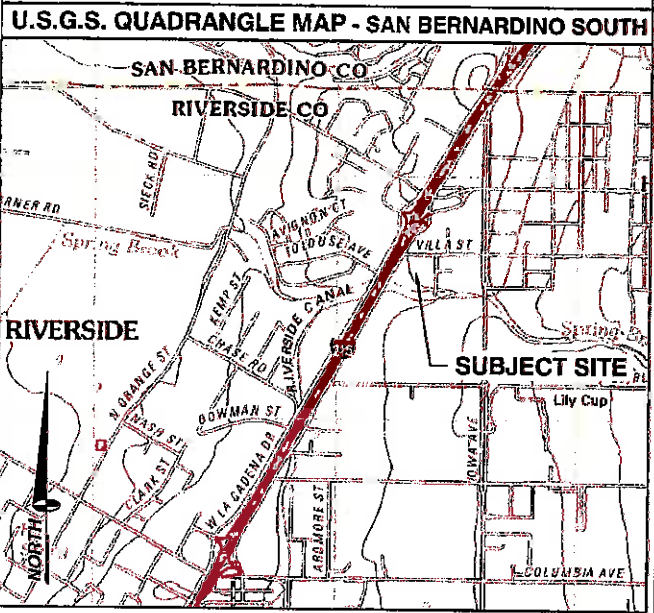 U.S.G.S. QUADRANGLE MAP - SAN BERNARDINO SOUTH
SAN BERNARDINO CO
RIVERSIDE CO
SIECK RD
RNER RD
AVIGNON CT
TOLOUSE AVE
VILLA ST
Spring Brook
KEMP ST
RIVERSIDE CANAL
RIVERSIDE
CHASE RD
Spring
SUBJECT SITE
N ORANGE ST
Lily Cup
BOWMAN ST
NASH ST
IOWA AVE
W LA CADENA DR
CLARK ST
ARDMORE ST
NORTH
COLUMBIA AVE